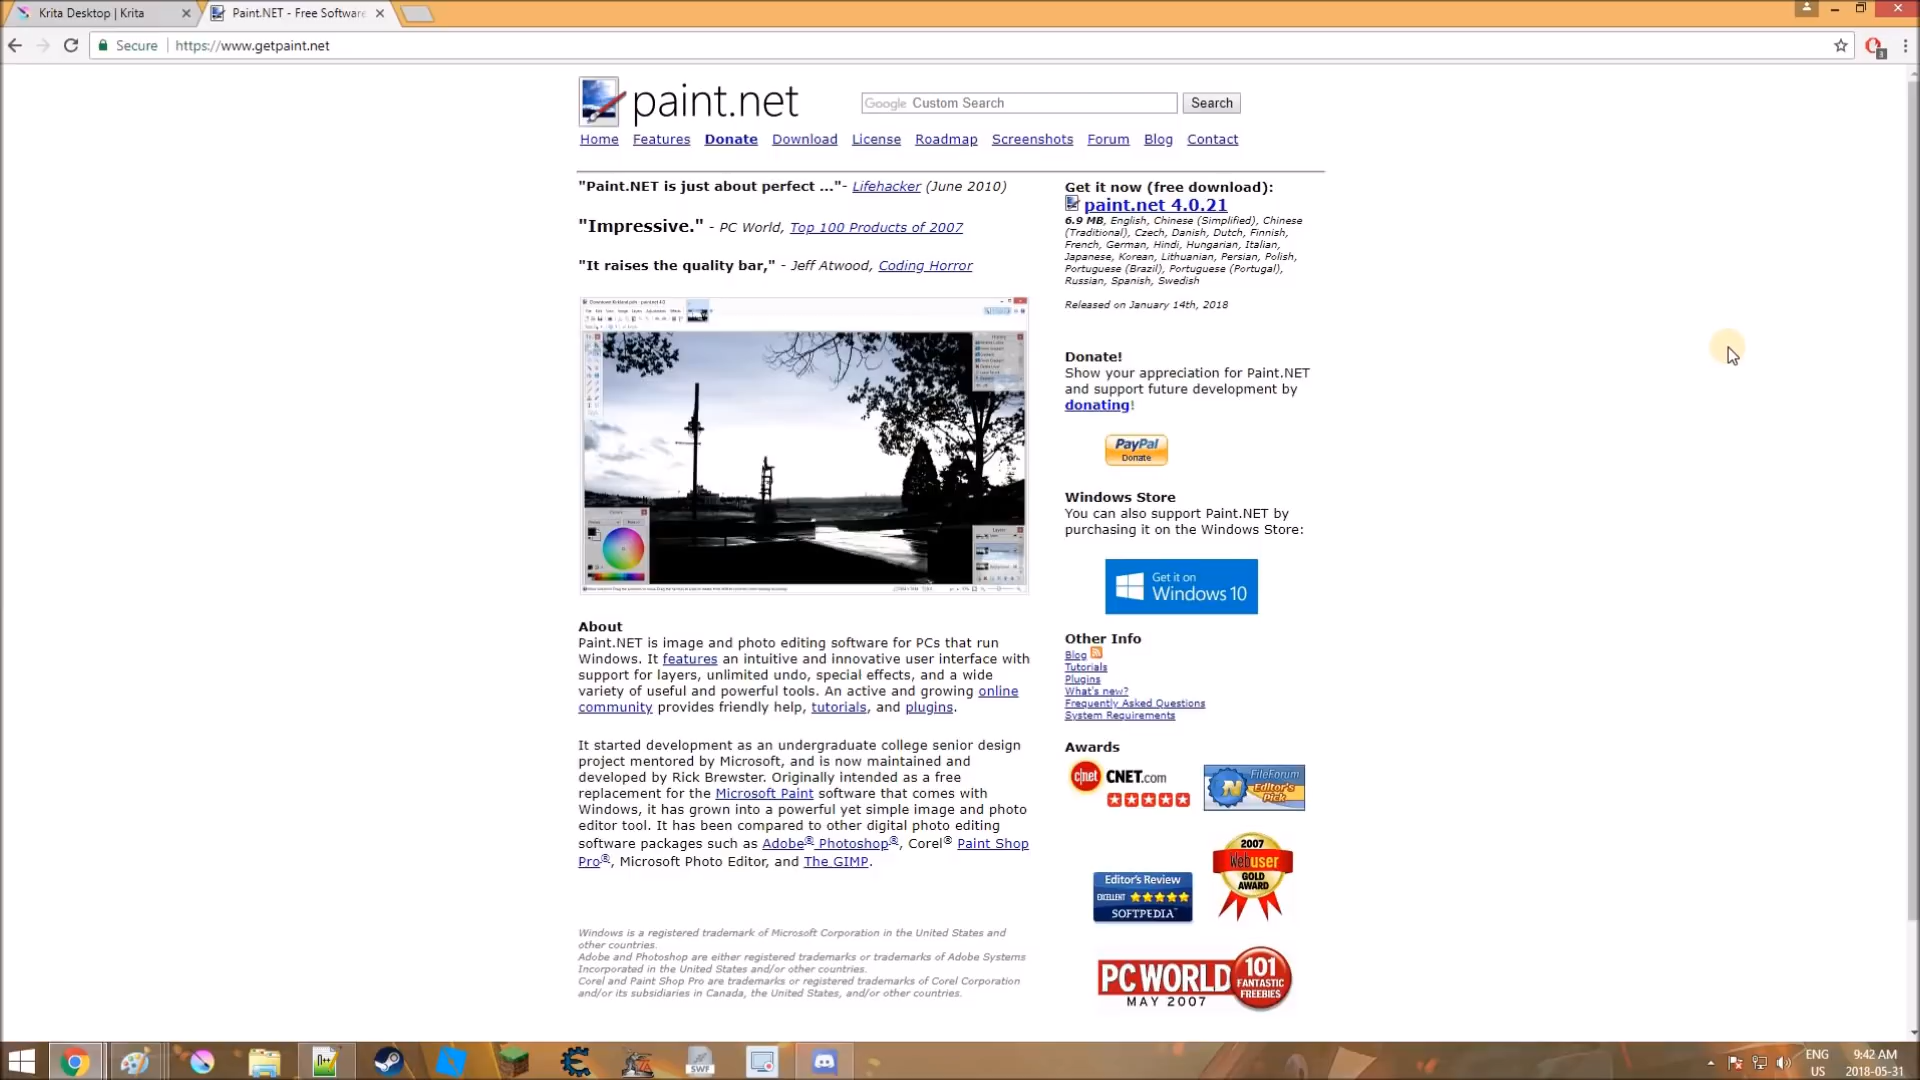 Krita Desktop | Krita
Paint.NET - Free Software
Secure
https://www.getpaint.net
paint.net
Google Custom Search
Search
Home Features Donate Download License Roadmap Screenshots Forum Blog Contact
"Paint.NET is just about perfect ..."- Lifehacker (June 2010)
"Impressive." - PC World, Top 100 Products of 2007
"It raises the quality bar," - Jeff Atwood, Coding Horror
About
Paint.NET is image and photo editing software for PCs that run
Windows. It features an intuitive and innovative user interface with
support for layers, unlimited undo, special effects, and a wide
variety of useful and powerful tools. An active and growing online
community provides friendly help, tutorials, and plugins.
It started development as an undergraduate college senior design
project mentored by Microsoft, and is now maintained and
developed by Rick Brewster. Originally intended as a free
replacement for the Microsoft Paint software that comes with
Windows, it has grown into a powerful yet simple image and photo
editor tool. It has been compared to other digital photo editing
software packages such as Adobe® Photoshop®, Corel® Paint Shop
Pro®, Microsoft Photo Editor, and The GIMP.
Windows is a registered trademark of Microsoft Corporation in the United States and
other countries.
Adobe and Photoshop are either registered trademarks or trademarks of Adobe Systems
Incorporated in the United States and/or other countries.
Corel and Paint Shop Pro are trademarks or registered trademarks of Corel Corporation
and/or its subsidiaries in Canada, the United States, and/or other countries.
Get it now (free download):
paint.net 4.0.21
6.9 MB, English, Chinese (Simplified), Chinese
(Traditional), Czech, Danish, Dutch, Finnish,
French, German, Hindi, Hungarian, Italian,
Japanese, Korean, Lithuanian, Persian, Polish,
Portuguese (Brazil), Portuguese (Portugal),
Russian, Spanish, Swedish
Released on January 14th, 2018
Donate!
Show your appreciation for Paint.NET
and support future development by
donating!
PayPal
Donate
Windows Store
You can also support Paint.NET by
purchasing it on the Windows Store:
Get it on
Windows 10
Other Info
Blog
Tutorials
Plugins
What's new?
Frequently Asked Questions
System Requirements
Awards
c|net CNET.com
FileForum
Editor's
Pick
2007
Webuser
GOLD
AWARD
Editor's Review
EXCELLENT
SOFTPEDIA
PC WORLD
MAY 2007
101
FANTASTIC
FREEBIES
SWF
ENG
US
9:42 AM
2018-05-31